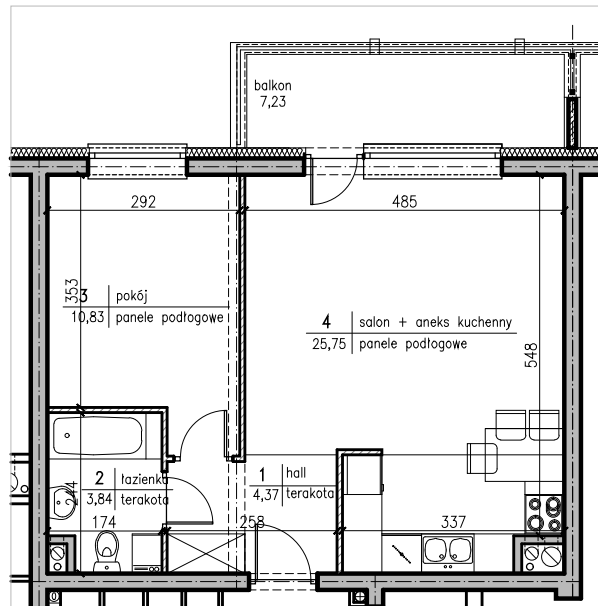 balkon
7,23
292
485
353
3 pokój
10,83 panele podłogowe
4 salon + aneks kuchenny
25,75 panele podłogowe
548
2 łazienka
3,84 terakota
244
1 hall
4,37 terakota
174
258
337